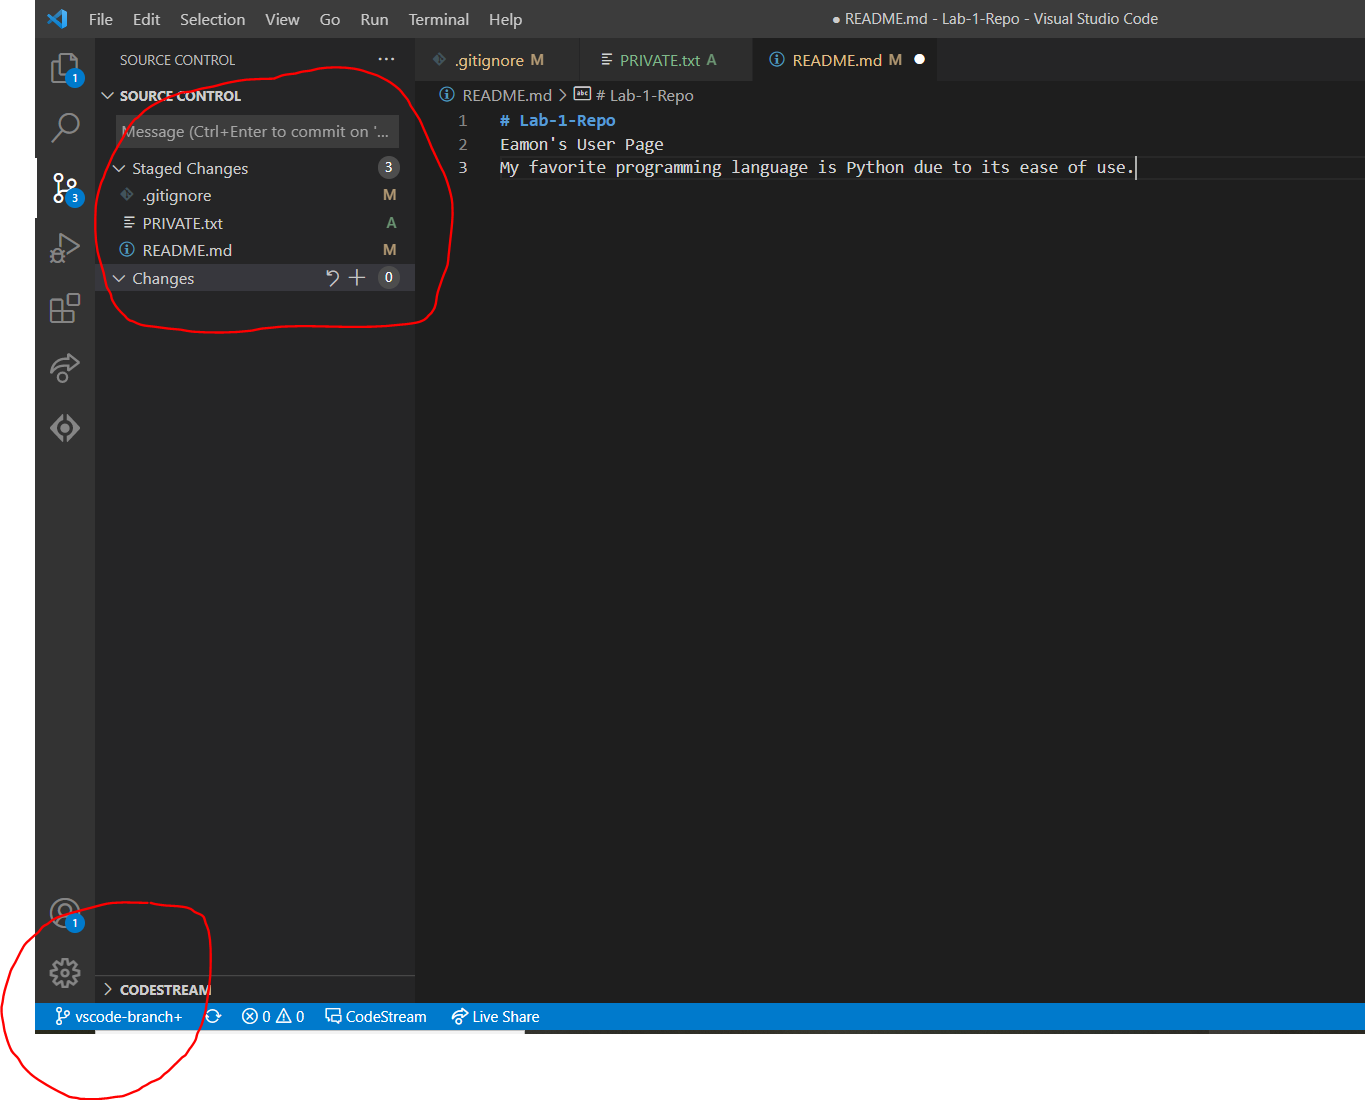 File Edit Selection View Go Run Terminal Help
● README.md - Lab-1-Repo - Visual Studio Code
SOURCE CONTROL ···
.gitignore M
PRIVATE.txt A
README.md M ●
SOURCE CONTROL
README.md > # Lab-1-Repo
Message (Ctrl+Enter to commit on '...
1 # Lab-1-Repo
2 Eamon's User Page
3 My favorite programming language is Python due to its ease of use.
Staged Changes 3
.gitignore M
PRIVATE.txt A
README.md M
Changes 0
1
3
1
CODESTREAM
vscode-branch+ 0 0 CodeStream Live Share